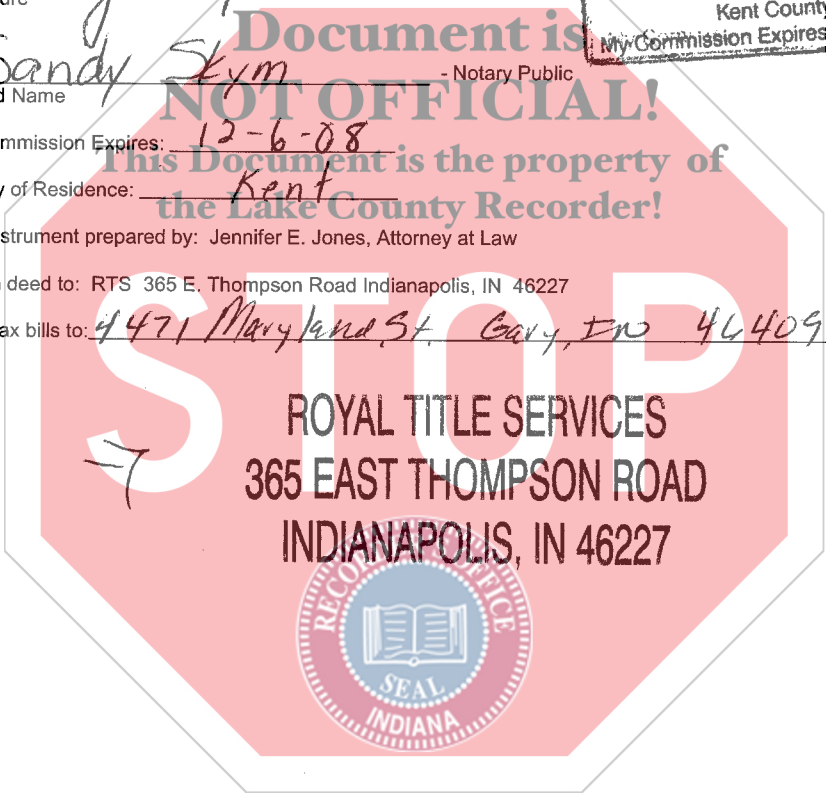 Kent County
My Commission Expires
Document is
Sandy Skym - Notary Public
d Name
NOT OFFICIAL!
mmission Expires: 12-6-08
This Document is the property of
y of Residence: Kent
the Lake County Recorder!
strument prepared by: Jennifer E. Jones, Attorney at Law
deed to: RTS 365 E. Thompson Road Indianapolis, IN 46227
ax bills to: 4471 Maryland St. Gary, IN 46409
STOP
ROYAL TITLE SERVICES
365 EAST THOMPSON ROAD
INDIANAPOLIS, IN 46227
7
RECORDER'S OFFICE
SEAL
INDIANA